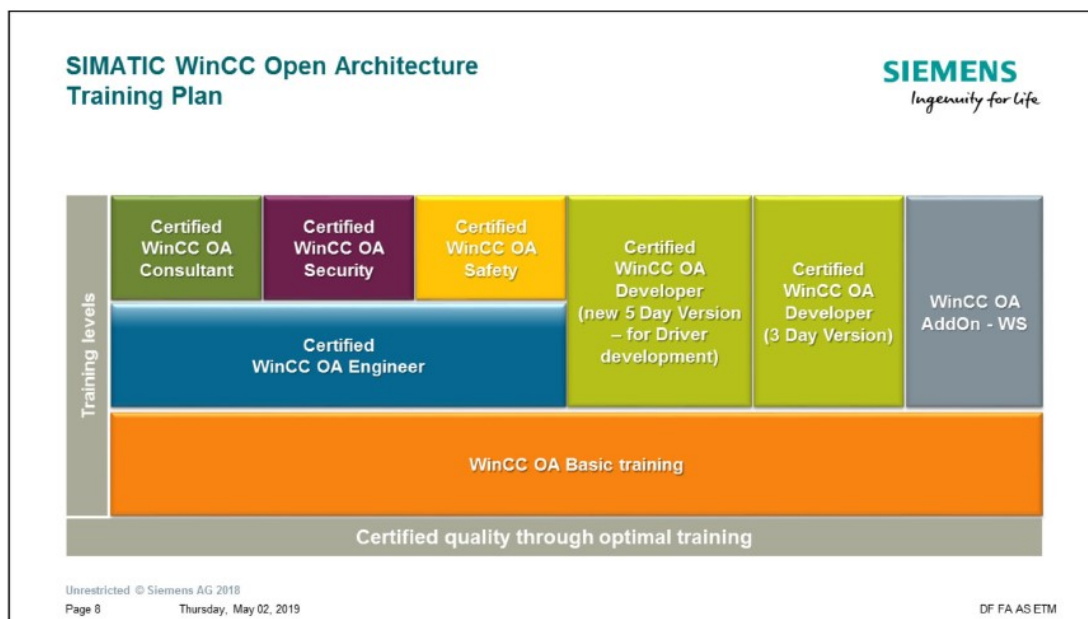 SIMATIC WinCC Open Architecture
Training Plan
SIEMENS
Ingenuity for life
Training levels
Certified
WinCC OA
Consultant
Certified
WinCC OA
Security
Certified
WinCC OA
Safety
Certified
WinCC OA
Developer
(new 5 Day Version
– for Driver
development)
Certified
WinCC OA
Developer
(3 Day Version)
WinCC OA
AddOn - WS
Certified
WinCC OA Engineer
WinCC OA Basic training
Certified quality through optimal training
Unrestricted © Siemens AG 2018
Page 8 Thursday, May 02, 2019 DF FA AS ETM